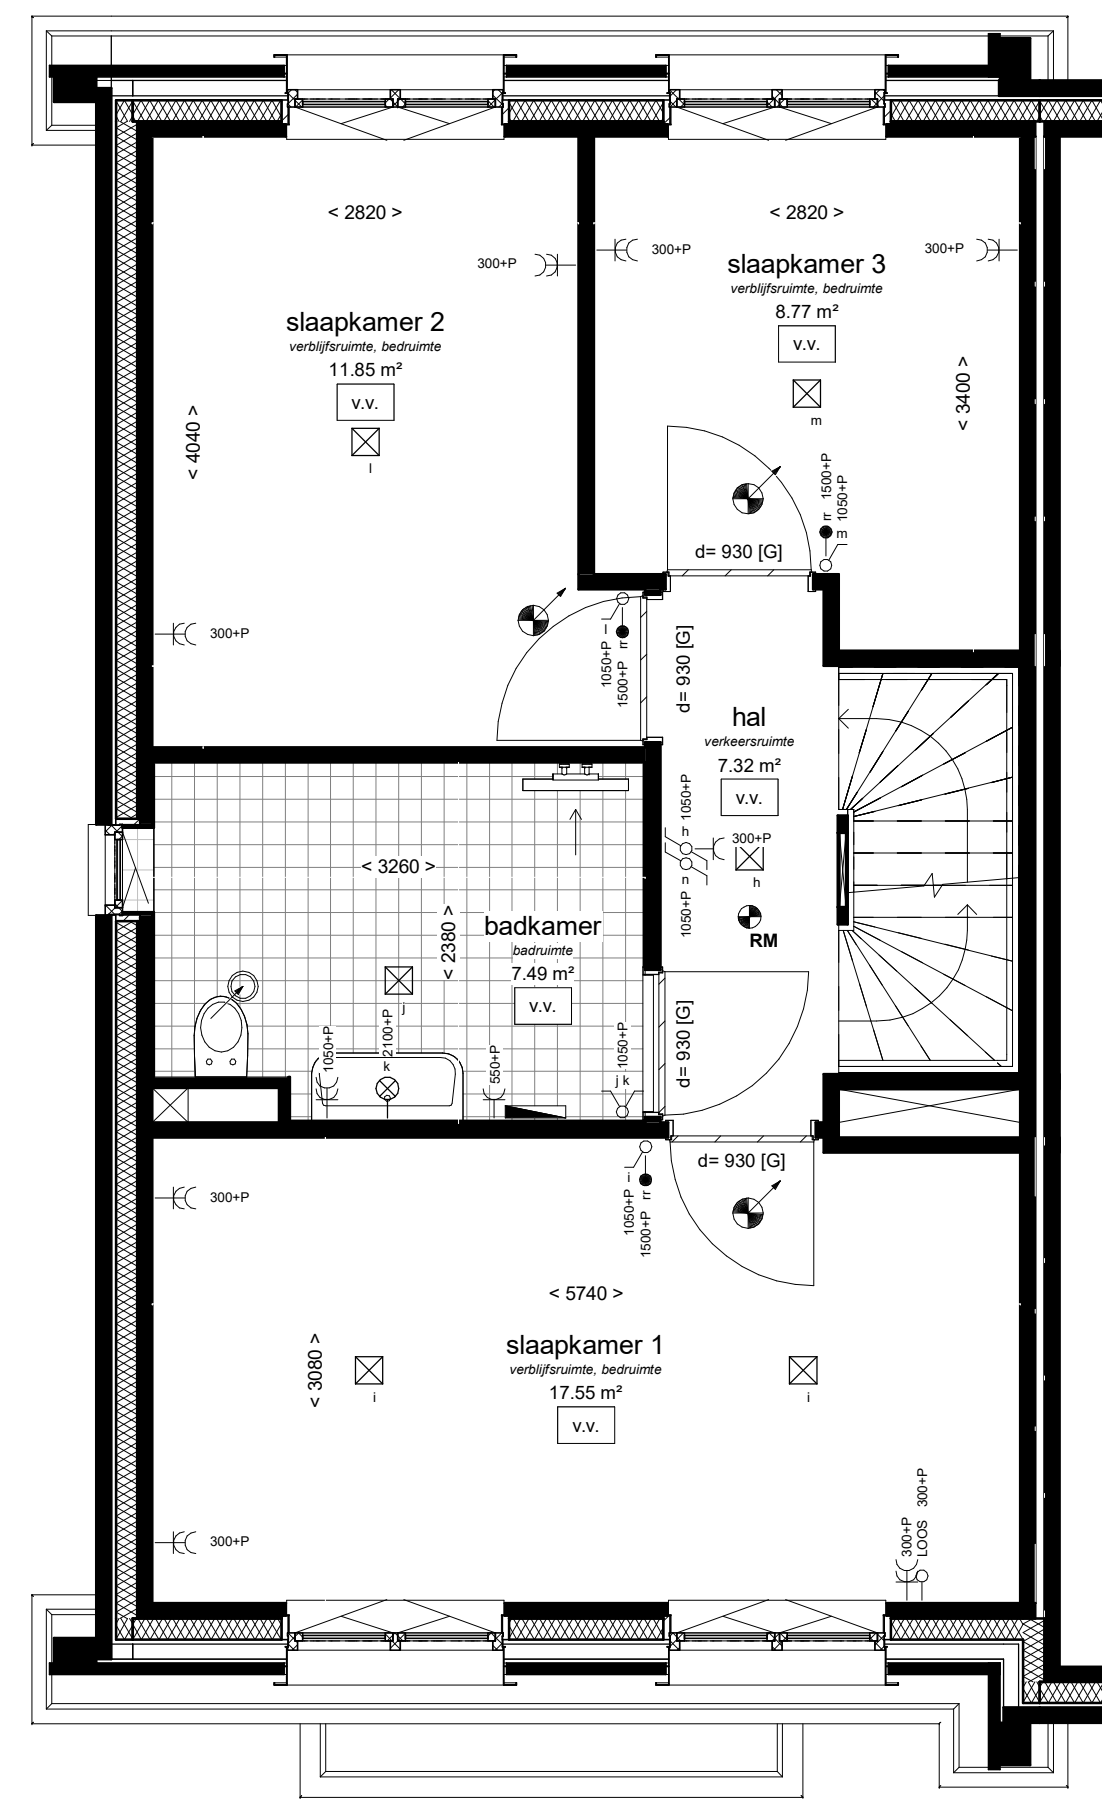 < 2820 >
< 2820 >
300+P
300+P
300+P
slaapkamer 3
verblijfsruimte, bedruimte
8.77 m²
v.v.
m
< 3400 >
slaapkamer 2
verblijfsruimte, bedruimte
11.85 m²
v.v.
l
< 4040 >
rr 1500+P
m 1050+P
d= 930 [G]
300+P
1050+P l
1500+P rr
d= 930 [G]
hal
verkeersruimte
7.32 m²
v.v.
h 1050+P
300+P
h
1050+P n
RM
< 3260 >
< 2380 >
badkamer
badruimte
7.49 m²
v.v.
j
1050+P
2100+P
k
550+P
1050+P
j k
d= 930 [G]
d= 930 [G]
1050+P i
1500+P rr
300+P
< 5740 >
slaapkamer 1
verblijfsruimte, bedruimte
17.55 m²
v.v.
< 3080 >
i
i
300+P
300+P
LOOS 300+P